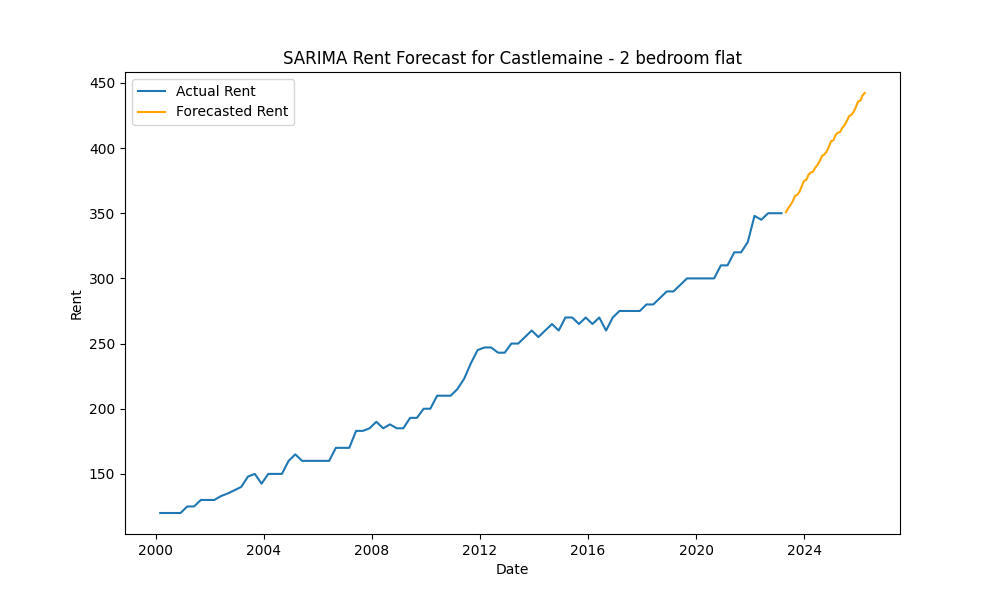 SARIMA Rent Forecast for Castlemaine - 2 bedroom flat
Actual Rent
Forecasted Rent
450
400
350
300
250
200
150
Rent
2000 2004 2008 2012 2016 2020 2024
Date